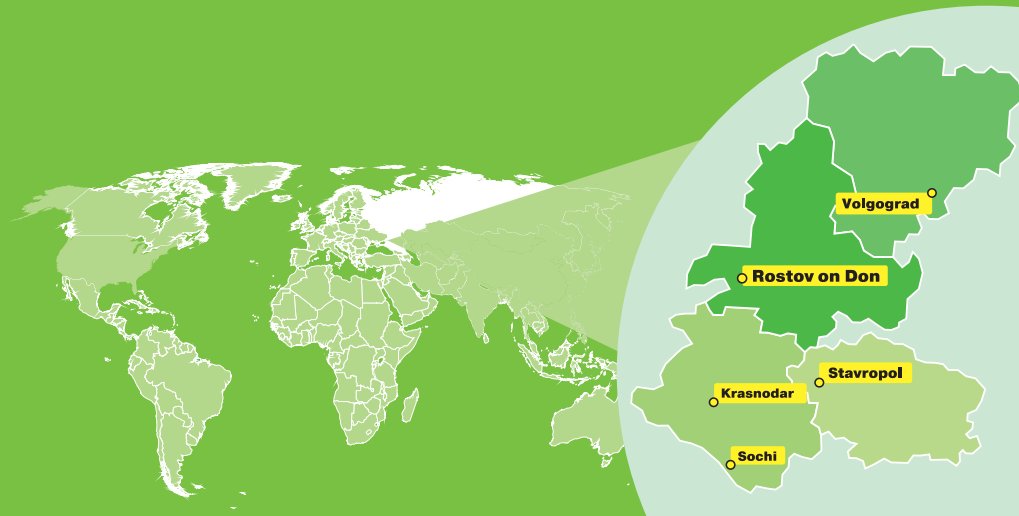 Volgograd
Rostov on Don
Stavropol
Krasnodar
Sochi